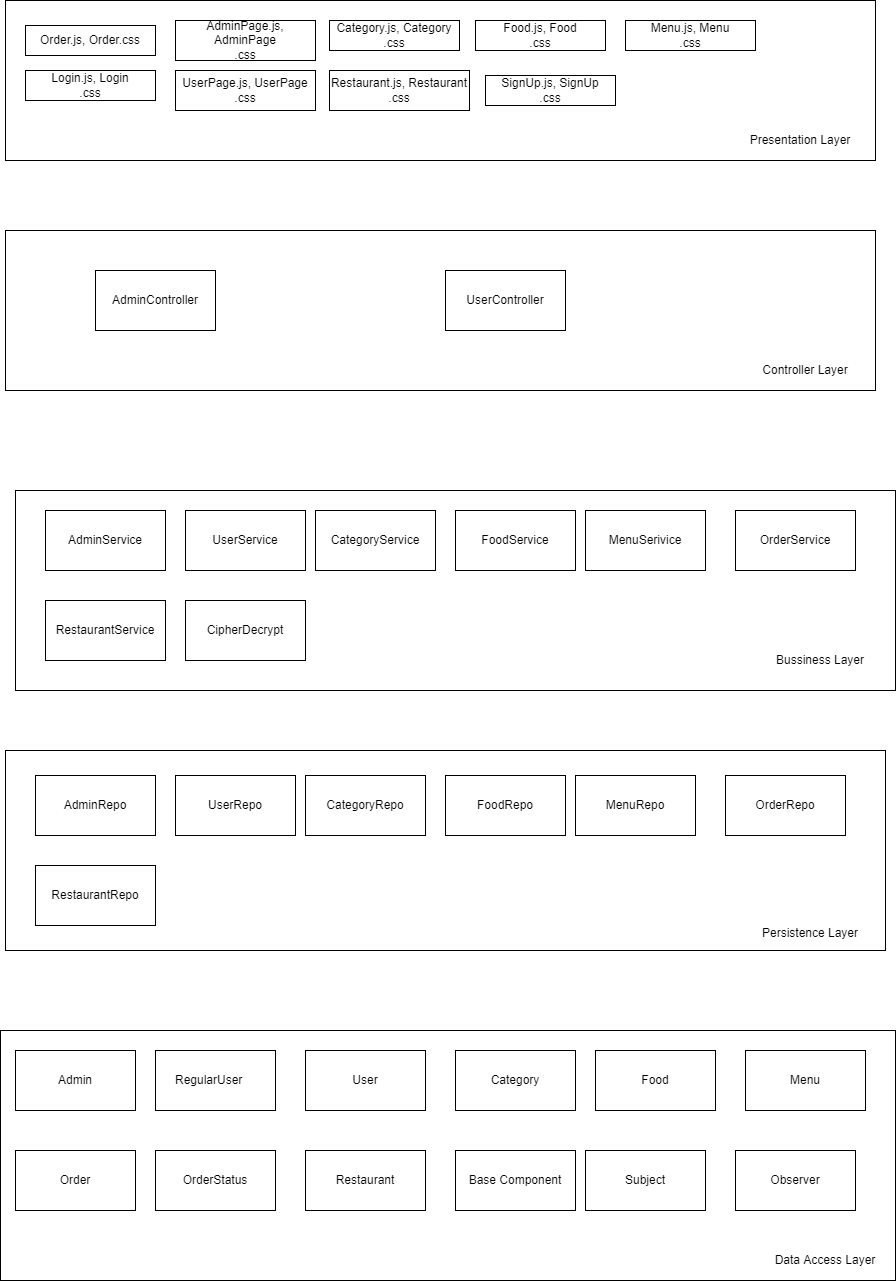 Order.js, Order.css
AdminPage.js,
AdminPage
.css
Category.js, Category
.css
Food.js, Food
.css
Menu.js, Menu
.css
Login.js, Login
.css
UserPage.js, UserPage
.css
Restaurant.js, Restaurant
.css
SignUp.js, SignUp
.css
Presentation Layer
AdminController
UserController
Controller Layer
AdminService
UserService
CategoryService
FoodService
MenuSerivice
OrderService
RestaurantService
CipherDecrypt
Bussiness Layer
AdminRepo
UserRepo
CategoryRepo
FoodRepo
MenuRepo
OrderRepo
RestaurantRepo
Persistence Layer
Admin
RegularUser
User
Category
Food
Menu
Order
OrderStatus
Restaurant
Base Component
Subject
Observer
Data Access Layer